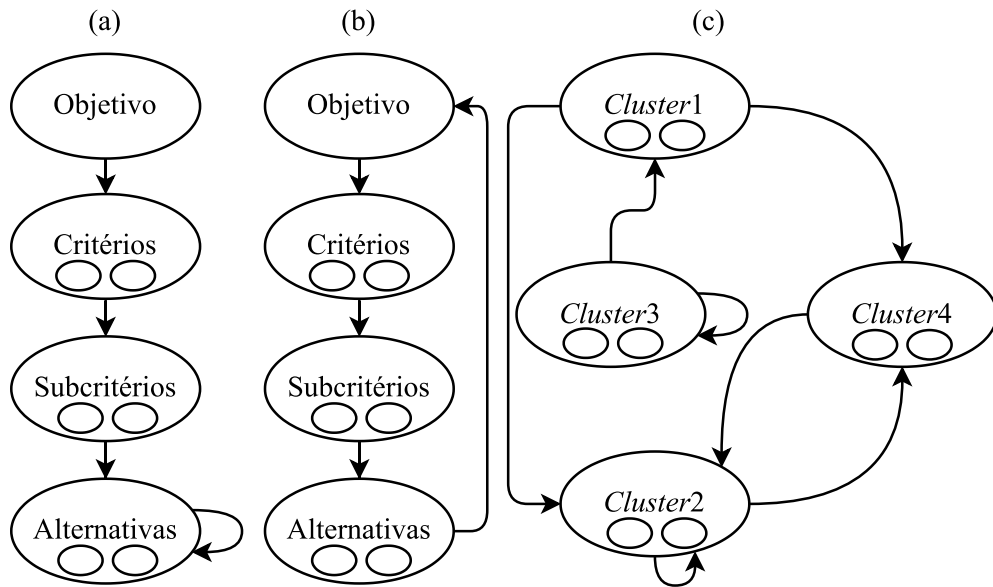 (a)
Objetivo
Critérios
Subcritérios
Alternativas
(b)
Objetivo
Critérios
Subcritérios
Alternativas
(c)
Cluster1
Cluster3
Cluster4
Cluster2